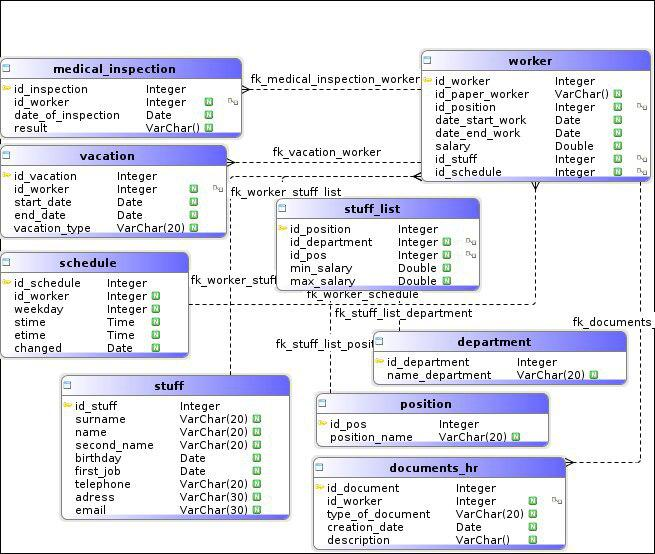 medical_inspection
id_inspection Integer
id_worker Integer N
date_of_inspection Date N
result VarChar() N
fk_medical_inspection_worker
worker
id_worker Integer
id_paper_worker VarChar() N
id_position Integer N
date_start_work Date N
date_end_work Date N
salary Double N
id_stuff Integer N
id_schedule Integer N
vacation
id_vacation Integer
id_worker Integer N
start_date Date N
end_date Date N
vacation_type VarChar(20) N
fk_vacation_worker
fk_worker_stuff_list
stuff_list
id_position Integer
id_department Integer N
id_pos Integer N
min_salary Double N
max_salary Double N
schedule
id_schedule Integer
id_worker Integer N
weekday Integer N
stime Time N
etime Time N
changed Date N
fk_worker_stuff
fk_worker_schedule
fk_stuff_list_department
fk_documents_
fk_stuff_list_posit
department
id_department Integer
name_department VarChar(20) N
stuff
id_stuff Integer
surname VarChar(20) N
name VarChar(20) N
second_name VarChar(20) N
birthday Date N
first_job Date N
telephone VarChar(20) N
adress VarChar(30) N
email VarChar(30) N
position
id_pos Integer
position_name VarChar(20) N
documents_hr
id_document Integer
id_worker Integer N
type_of_document VarChar(20) N
creation_date Date N
description VarChar() N